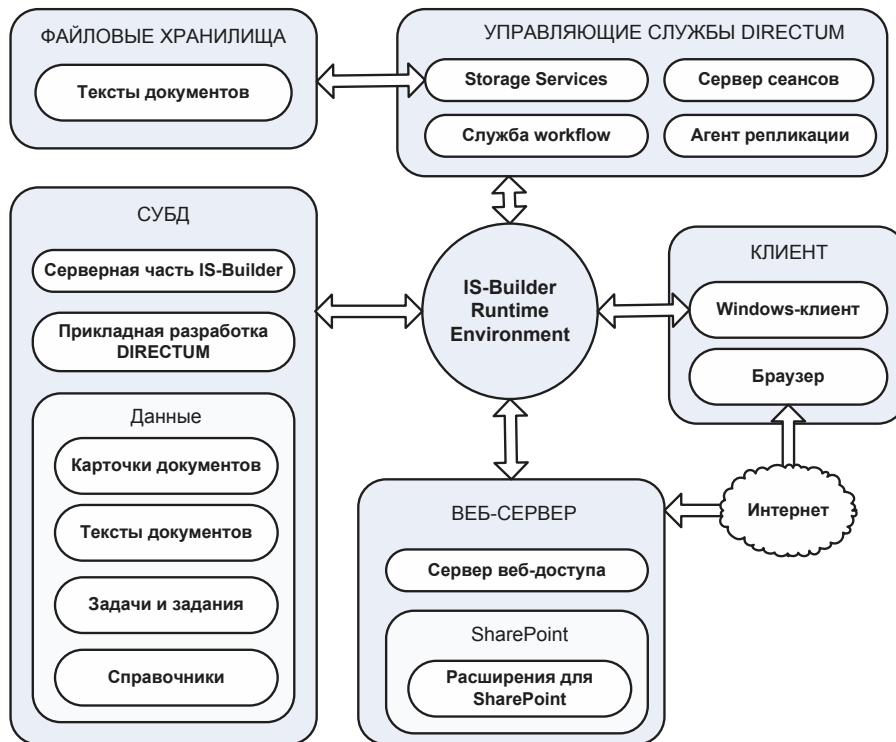 ФАЙЛОВЫЕ ХРАНИЛИЩА
Тексты документов
УПРАВЛЯЮЩИЕ СЛУЖБЫ DIRECTUM
Storage Services
Сервер сеансов
Служба workflow
Агент репликации
СУБД
Серверная часть IS-Builder
Прикладная разработка
DIRECTUM
Данные
Карточки документов
Тексты документов
Задачи и задания
Справочники
IS-Builder
Runtime
Environment
КЛИЕНТ
Windows-клиент
Браузер
Интернет
ВЕБ-СЕРВЕР
Сервер веб-доступа
SharePoint
Расширения для
SharePoint